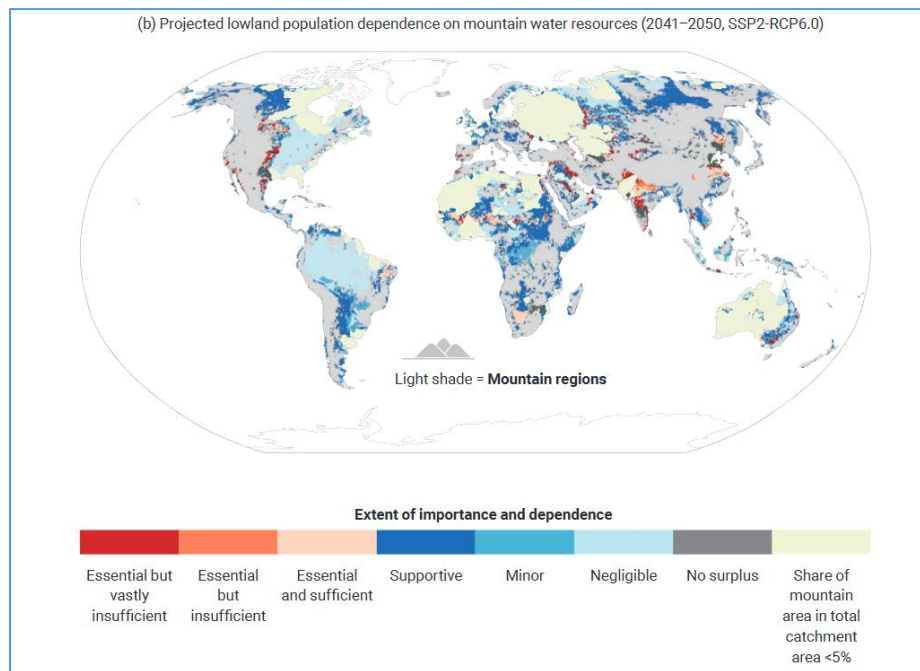 (b) Projected lowland population dependence on mountain water resources (2041–2050, SSP2-RCP6.0)
Light shade = Mountain regions
Extent of importance and dependence
Essential but vastly insufficient
Essential but insufficient
Essential and sufficient
Supportive
Minor
Negligible
No surplus
Share of mountain area in total catchment area <5%